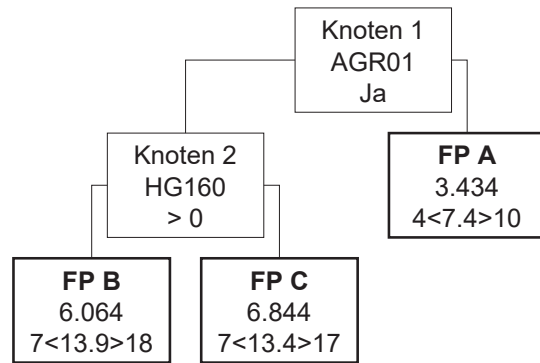 Knoten 1
AGR01
Ja
Knoten 2
HG160
> 0
FP A
3.434
4<7.4>10
FP B
6.064
7<13.9>18
FP C
6.844
7<13.4>17